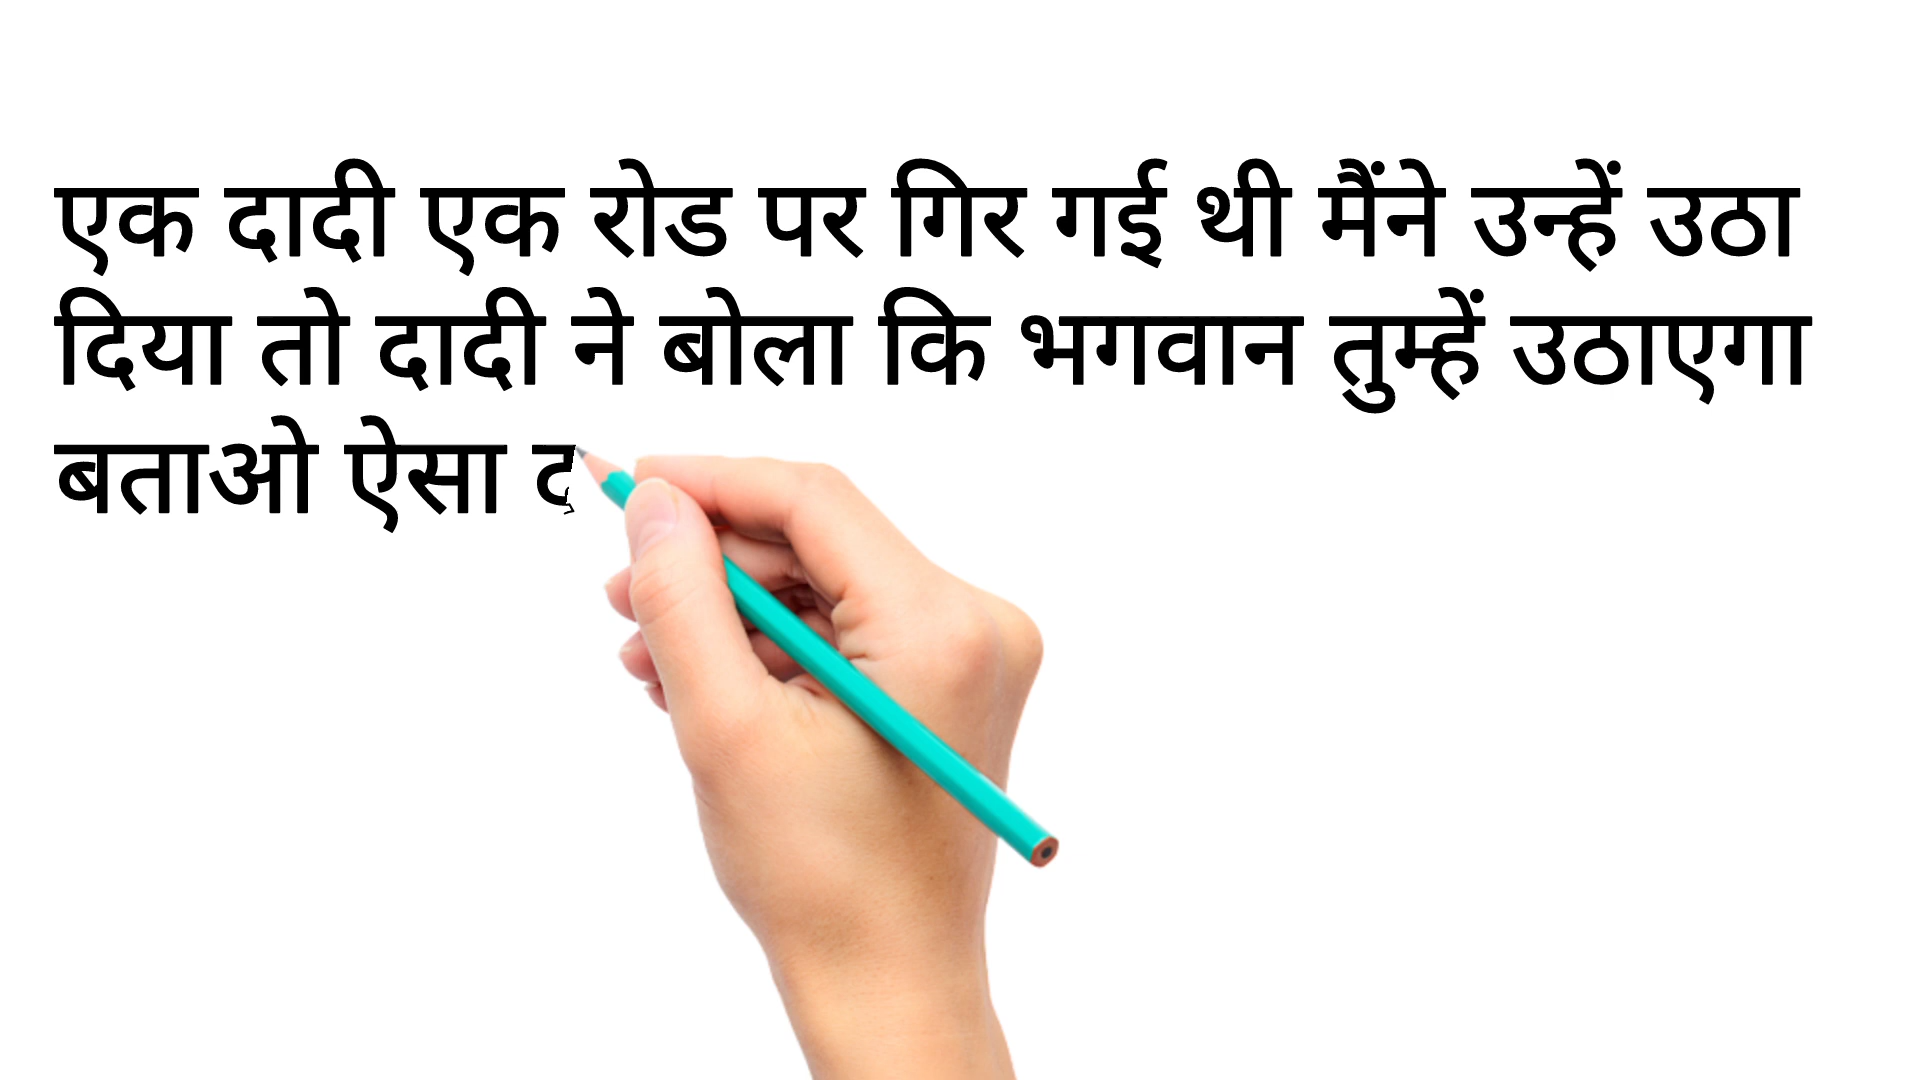 एक दादी एक रोड पर गिर गई थी मैंने उन्हें उठा
दिया तो दादी ने बोला कि भगवान तुम्हें उठाएगा
बताओ ऐसा